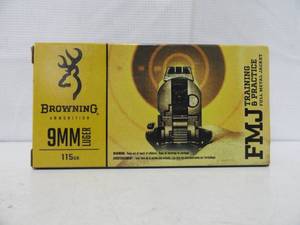 BROWNING
AMMUNITION
9MM
LUGER
115GR
FMJ
TRAINING
& PRACTICE
FULL METAL JACKET
WARNING: